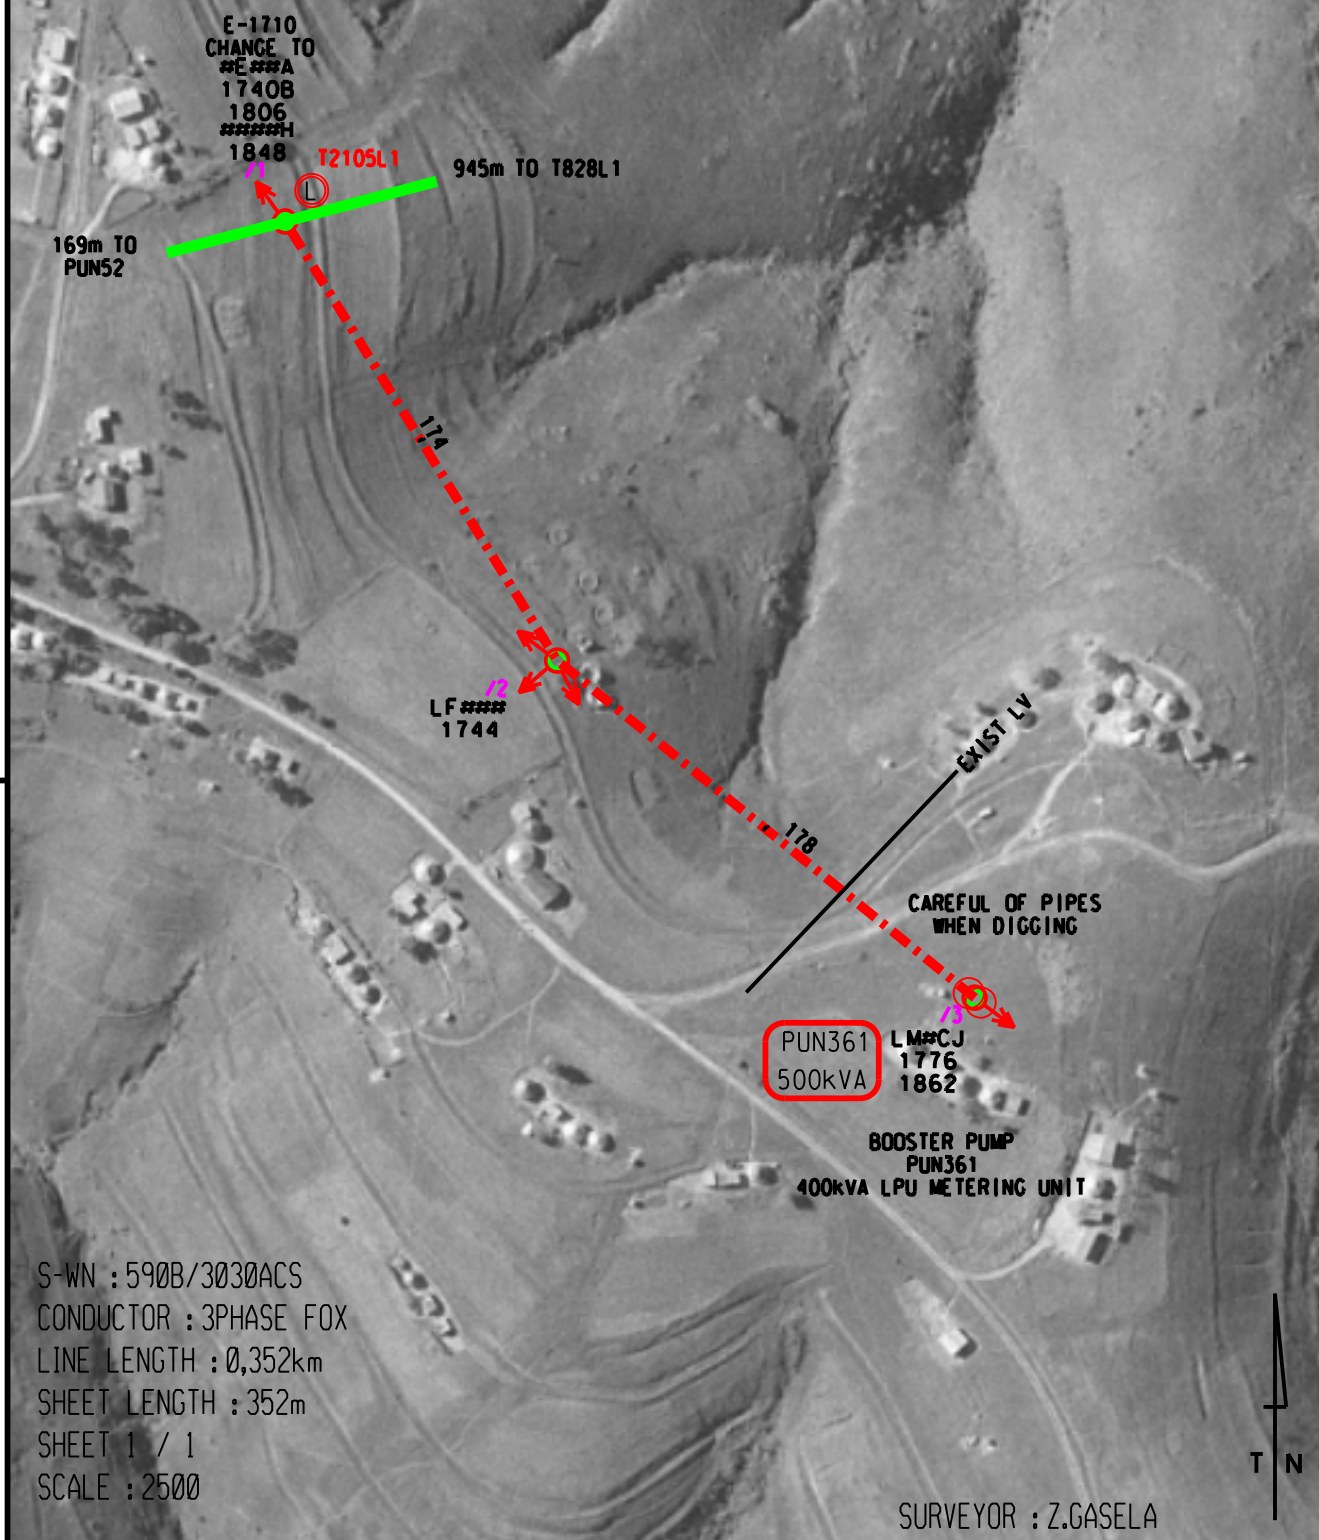 E-1710
CHANGE TO
#E##A
1740B
1806
####H
1848
/1
T2105L1
L
945m TO T828L1
169m TO
PUN52
174
/2
LF###
1744
EXIST LV
178
CAREFUL OF PIPES
WHEN DIGGING
/3
LM#CJ
1776
1862
PUN361
500kVA
BOOSTER PUMP
PUN361
400kVA LPU METERING UNIT
S-WN : 590B/3030ACS
CONDUCTOR : 3PHASE FOX
LINE LENGTH : 0,352km
SHEET LENGTH : 352m
SHEET 1 / 1
SCALE : 2500
T N
SURVEYOR : Z.GASELA